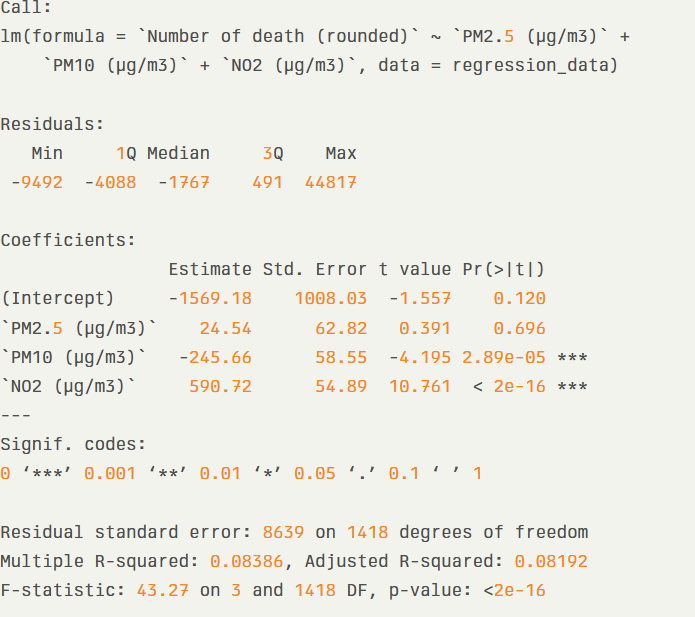 Call:
lm(formula = `Number of death (rounded)` ~ `PM2.5 (µg/m3)` +
    `PM10 (µg/m3)` + `NO2 (µg/m3)`, data = regression_data)

Residuals:
   Min     1Q Median     3Q    Max
 -9492  -4088  -1767    491  44817

Coefficients:
                Estimate Std. Error t value Pr(>|t|)
(Intercept)     -1569.18    1008.03  -1.557    0.120
`PM2.5 (µg/m3)`    24.54      62.82   0.391    0.696
`PM10 (µg/m3)`   -245.66      58.55  -4.195 2.89e-05 ***
`NO2 (µg/m3)`     590.72      54.89  10.761  < 2e-16 ***
---
Signif. codes:
0 ‘***’ 0.001 ‘**’ 0.01 ‘*’ 0.05 ‘.’ 0.1 ‘ ’ 1

Residual standard error: 8639 on 1418 degrees of freedom
Multiple R-squared: 0.08386, Adjusted R-squared: 0.08192
F-statistic: 43.27 on 3 and 1418 DF, p-value: <2e-16